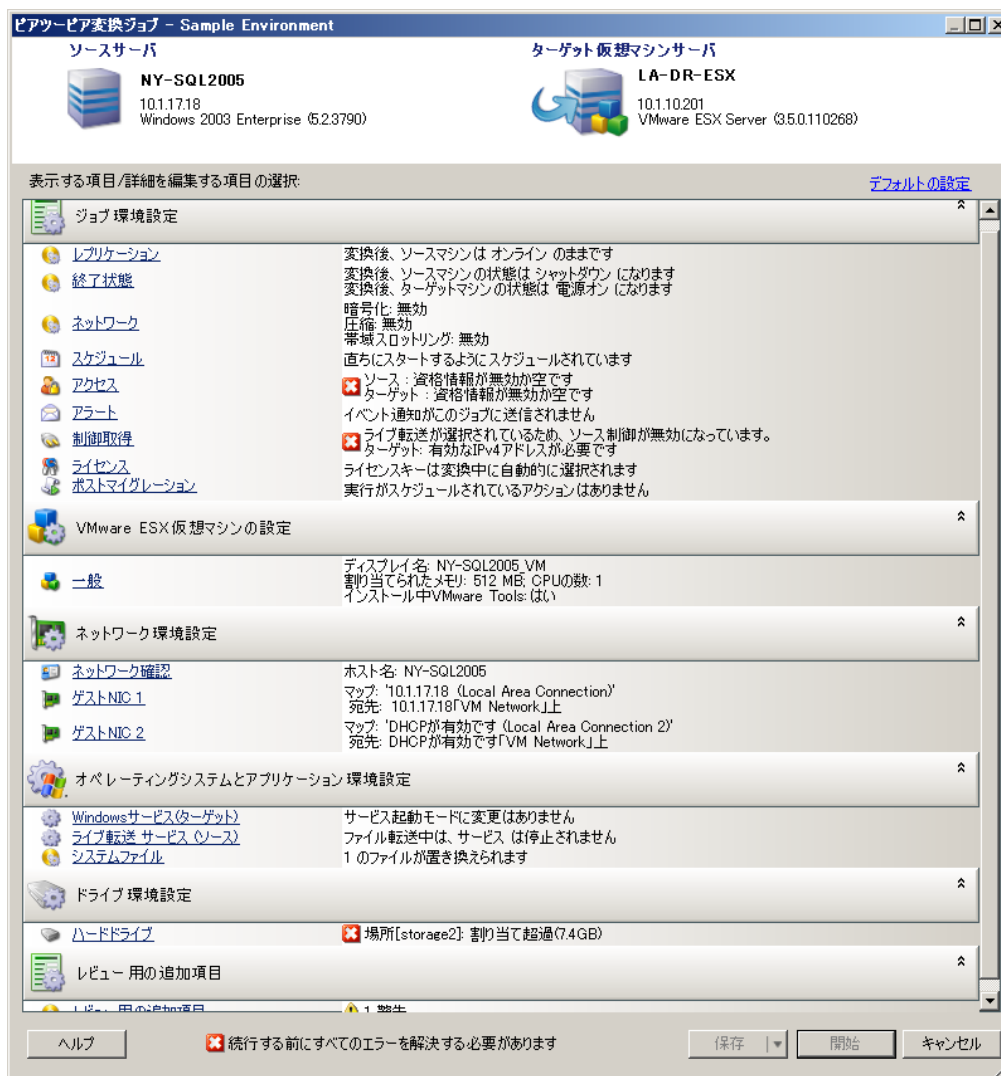 ピアツーピア変換ジョブ - Sample Environment
ソースサーバ
NY-SQL2005
10.1.17.18
Windows 2003 Enterprise (5.2.3790)
ターゲット仮想マシンサーバ
LA-DR-ESX
10.1.10.201
VMware ESX Server (3.5.0.110268)
表示する項目/詳細を編集する項目の選択:
デフォルトの設定
ジョブ環境設定
レプリケーション
変換後、ソースマシンは オンライン のままです
終了状態
変換後、ソースマシンの状態は シャットダウン になります
変換後、ターゲットマシンの状態は 電源オン になります
ネットワーク
暗号化: 無効
圧縮: 無効
帯域スロットリング: 無効
スケジュール
直ちにスタートするようにスケジュールされています
アクセス
ソース : 資格情報が無効か空です
ターゲット : 資格情報が無効か空です
アラート
イベント通知がこのジョブに送信されません
制御取得
ライブ転送が選択されているため、ソース制御が無効になっています。
ターゲット: 有効なIPv4アドレスが必要です
ライセンス
ライセンスキーは変換中に自動的に選択されます
ポストマイグレーション
実行がスケジュールされているアクションはありません
VMware ESX仮想マシンの設定
一般
ディスプレイ名: NY-SQL2005_VM
割り当てられたメモリ: 512 MB; CPUの数: 1
インストール中VMware Tools: はい
ネットワーク環境設定
ネットワーク確認
ホスト名: NY-SQL2005
ゲストNIC 1
マップ: '10.1.17.18 (Local Area Connection)'
宛先: 10.1.17.18「VM Network」上
ゲストNIC 2
マップ: 'DHCPが有効です (Local Area Connection 2)'
宛先: DHCPが有効です「VM Network」上
オペレーティングシステムとアプリケーション環境設定
Windowsサービス(ターゲット)
サービス起動モードに変更はありません
ライブ転送 サービス (ソース)
ファイル転送中は、サービス は停止されません
システムファイル
1 のファイルが置き換えられます
ドライブ環境設定
ハードドライブ
場所[storage2]: 割り当て超過(7.4GB)
レビュー用の追加項目
レビュー用の追加項目
1 警告
ヘルプ
続行する前にすべてのエラーを解決する必要があります
保存
開始
キャンセル